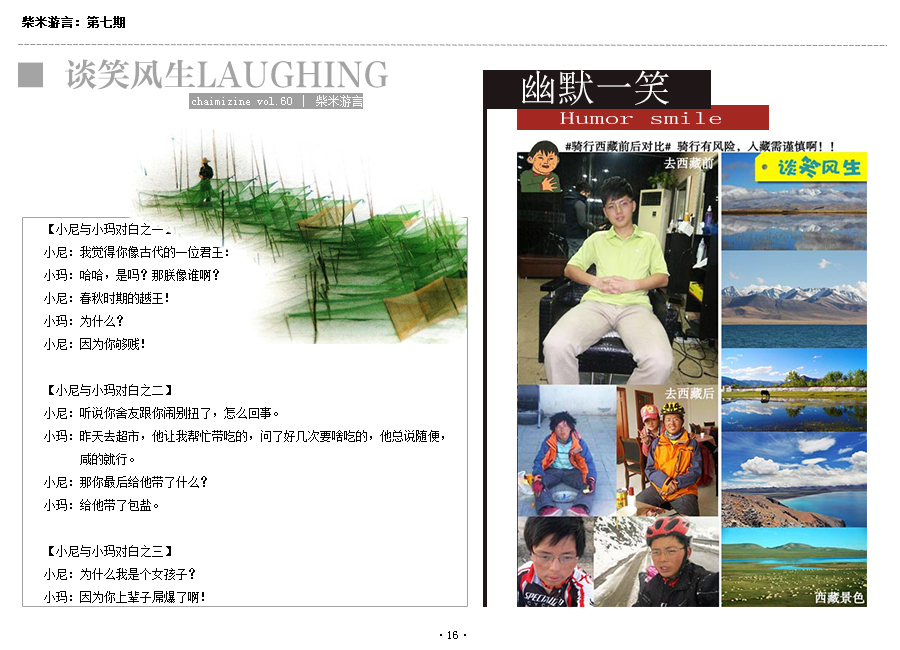 柴米游言：第七期
谈笑风生LAUGHING
chaimizine vol.60 | 柴米游言
【小尼与小玛对白之一】
小尼：我觉得你像古代的一位君王：
小玛：哈哈，是吗？那朕像谁啊？
小尼：春秋时期的越王！
小玛：为什么？
小尼：因为你够贱！
【小尼与小玛对白之二】
小尼：听说你舍友跟你闹别扭了，怎么回事。
小玛：昨天去超市，他让我帮忙带吃的，问了好几次要啥吃的，他总说随便，
咸的就行。
小尼：那你最后给他带了什么？
小玛：给他带了包盐。
【小尼与小玛对白之三】
小尼：为什么我是个女孩子？
小玛：因为你上辈子屌爆了啊！
幽默一笑
Humor smile
#骑行西藏前后对比# 骑行有风险，入藏需谨慎啊！！
去西藏前
谈笑风生
去西藏后
西藏景色
·16·